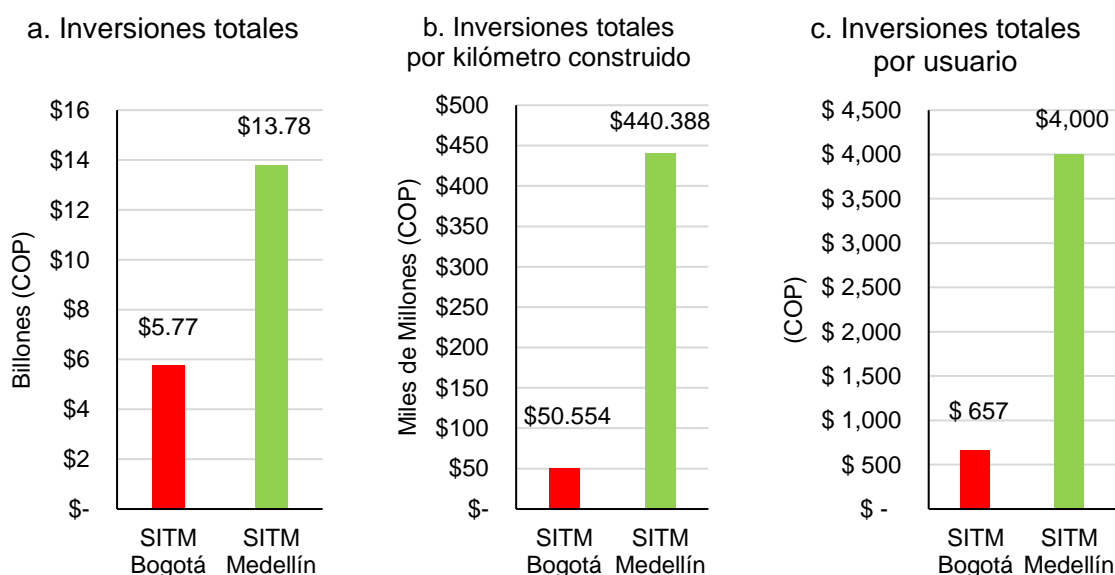 a. Inversiones totales
Billones (COP)
$16
$14
$12
$10
$8
$6
$4
$2
$-
$5.77
$13.78
SITM
Bogotá
SITM
Medellín
b. Inversiones totales
por kilómetro construido
Miles de Millones (COP)
$500
$450
$400
$350
$300
$250
$200
$150
$100
$50
$-
$50.554
$440.388
SITM
Bogotá
SITM
Medellín
c. Inversiones totales
por usuario
(COP)
$ 4,500
$ 4,000
$ 3,500
$ 3,000
$ 2,500
$ 2,000
$ 1,500
$ 1,000
$ 500
$ -
$ 657
$4,000
SITM
Bogotá
SITM
Medellín